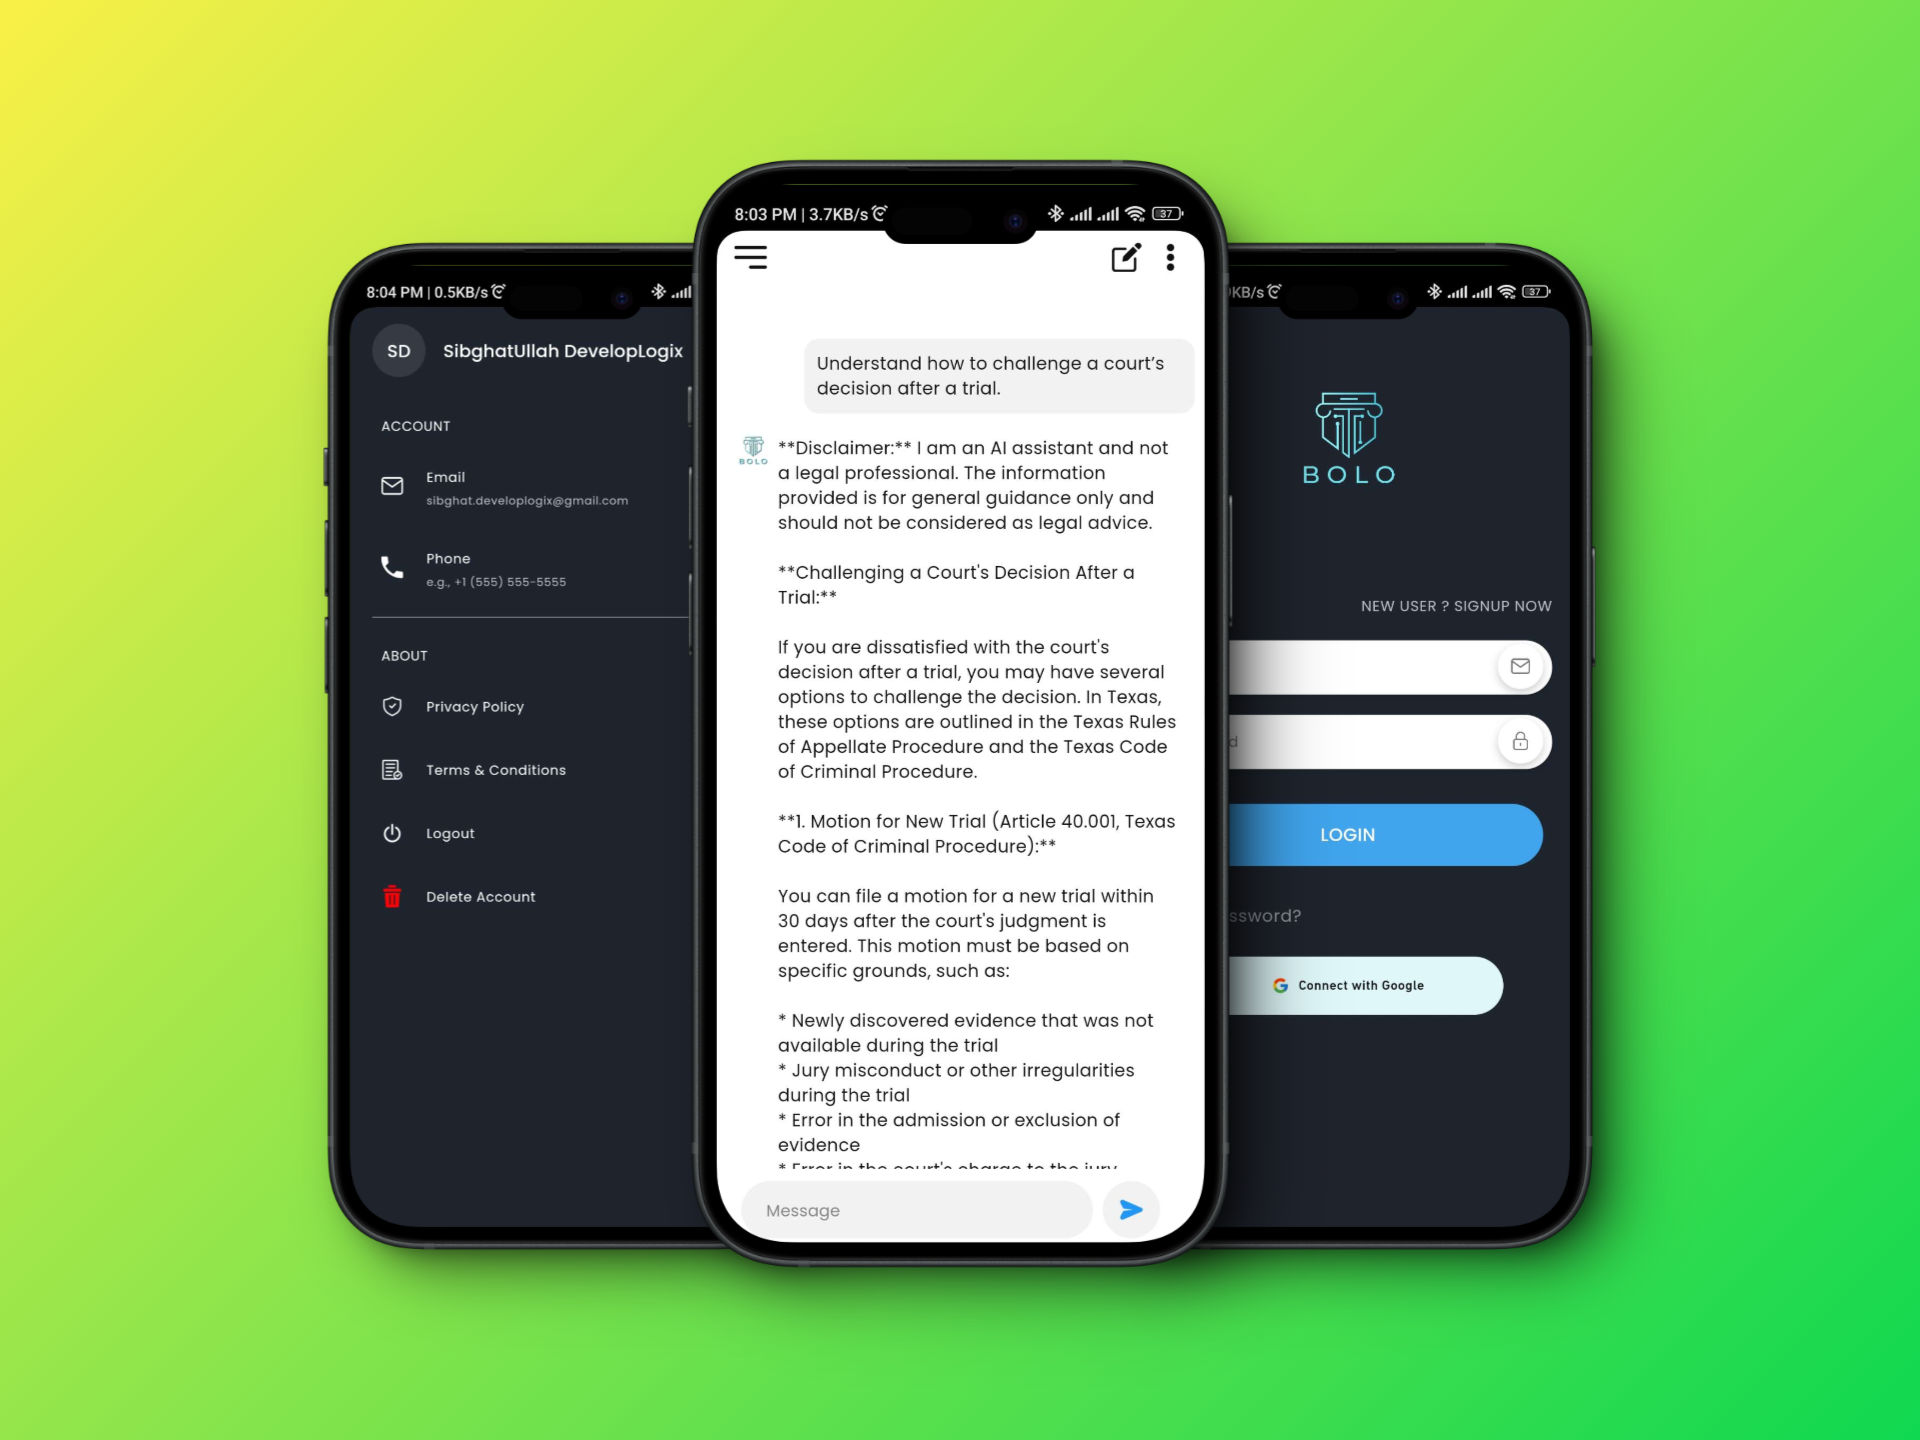 8:04 PM | 0.5KB/s
SD
SibghatUllah DevelopLogix
ACCOUNT
Email
sibghat.developlogix@gmail.com
Phone
e.g., +1 (555) 555-5555
ABOUT
Privacy Policy
Terms & Conditions
Logout
Delete Account
8:03 PM | 3.7KB/s
37
Understand how to challenge a court’s
decision after a trial.
BOLO
**Disclaimer:** I am an AI assistant and not
a legal professional. The information
provided is for general guidance only and
should not be considered as legal advice.
**Challenging a Court's Decision After a
Trial:**
If you are dissatisfied with the court's
decision after a trial, you may have several
options to challenge the decision. In Texas,
these options are outlined in the Texas Rules
of Appellate Procedure and the Texas Code
of Criminal Procedure.
**1. Motion for New Trial (Article 40.001, Texas
Code of Criminal Procedure):**
You can file a motion for a new trial within
30 days after the court's judgment is
entered. This motion must be based on
specific grounds, such as:
* Newly discovered evidence that was not
available during the trial
* Jury misconduct or other irregularities
during the trial
* Error in the admission or exclusion of
evidence
* Error in the court's charge to the jury
Message
KB/s
37
BOLO
NEW USER ? SIGNUP NOW
d
LOGIN
ssword?
Connect with Google